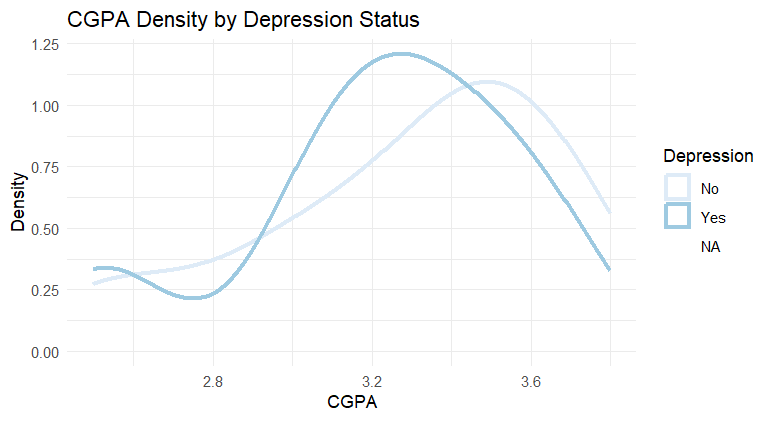 CGPA Density by Depression Status
1.25
1.00
0.75
0.50
0.25
0.00
Density
2.8 3.2 3.6
CGPA
Depression
No
Yes
NA